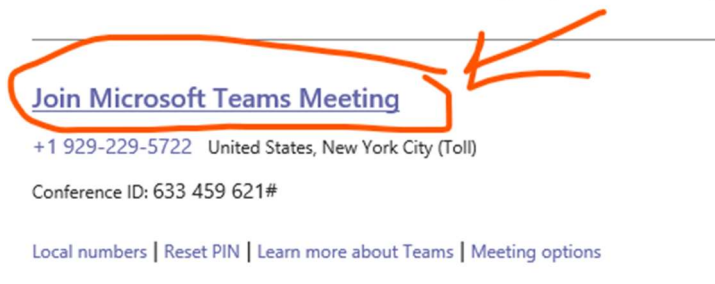 Join Microsoft Teams Meeting
+1 929-229-5722 United States, New York City (Toll)
Conference ID: 633 459 621#
Local numbers | Reset PIN | Learn more about Teams | Meeting options